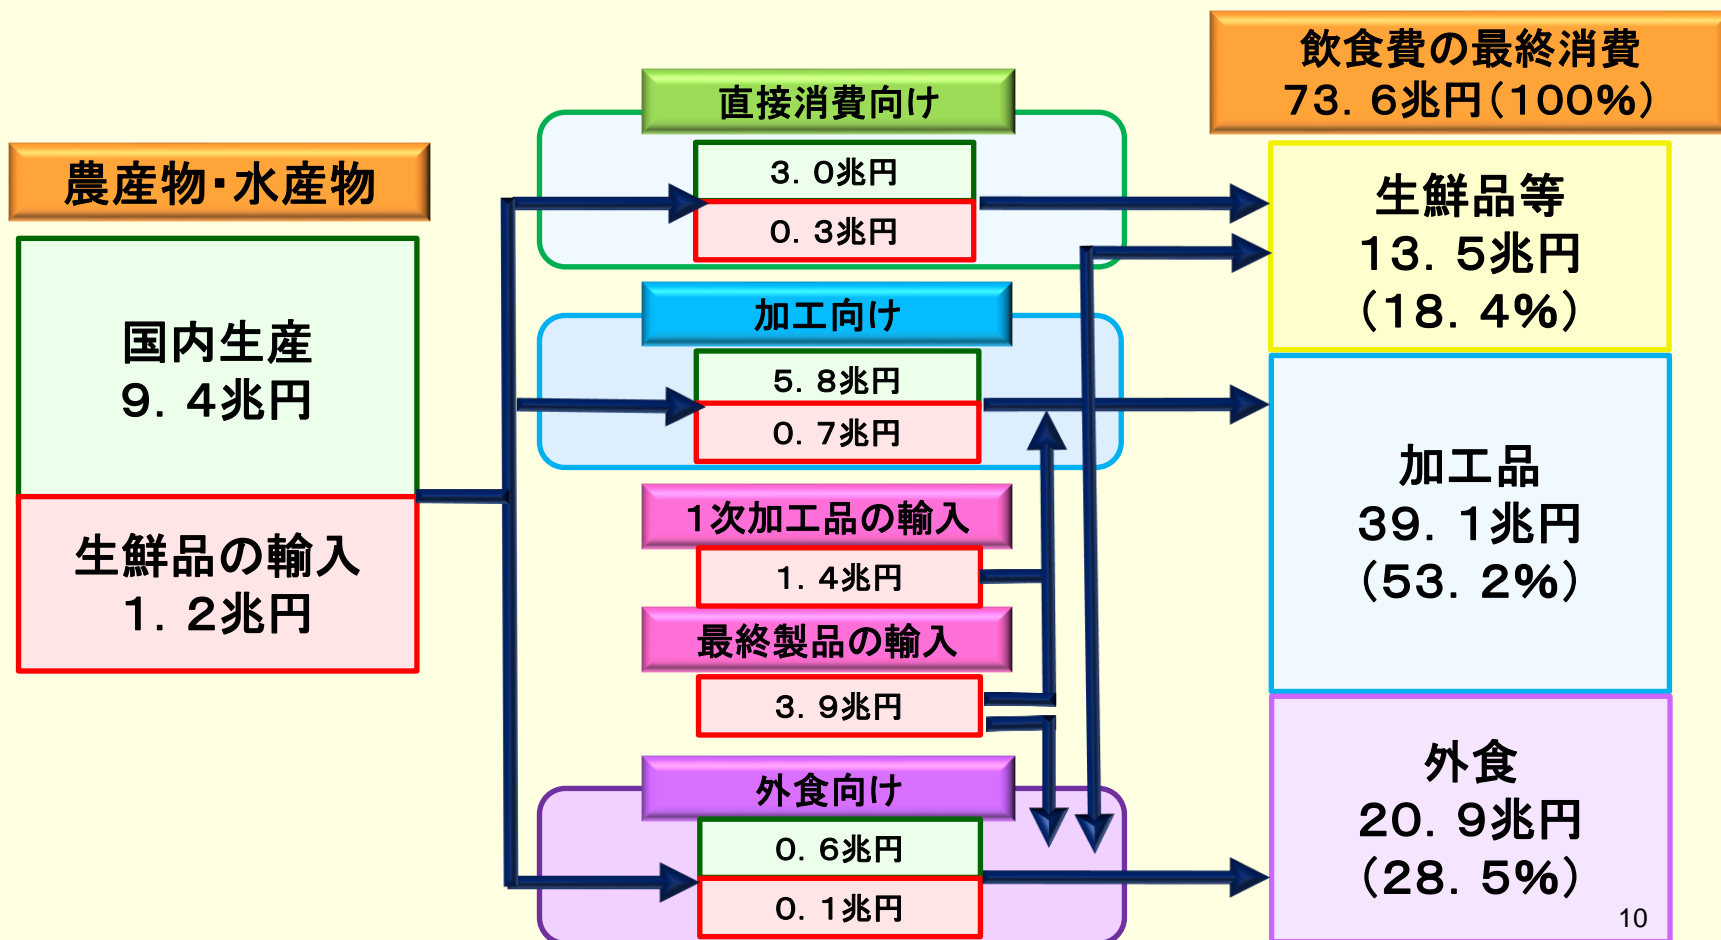 農産物・水産物
国内生産
９．４兆円
生鮮品の輸入
１．２兆円
直接消費向け
３．０兆円
０．３兆円
加工向け
５．８兆円
０．７兆円
１次加工品の輸入
１．４兆円
最終製品の輸入
３．９兆円
外食向け
０．６兆円
０．１兆円
飲食費の最終消費
７３．６兆円（１００％）
生鮮品等
１３．５兆円
（１８．４％）
加工品
３９．１兆円
（５３．２％）
外食
２０．９兆円
（２８．５％）
10